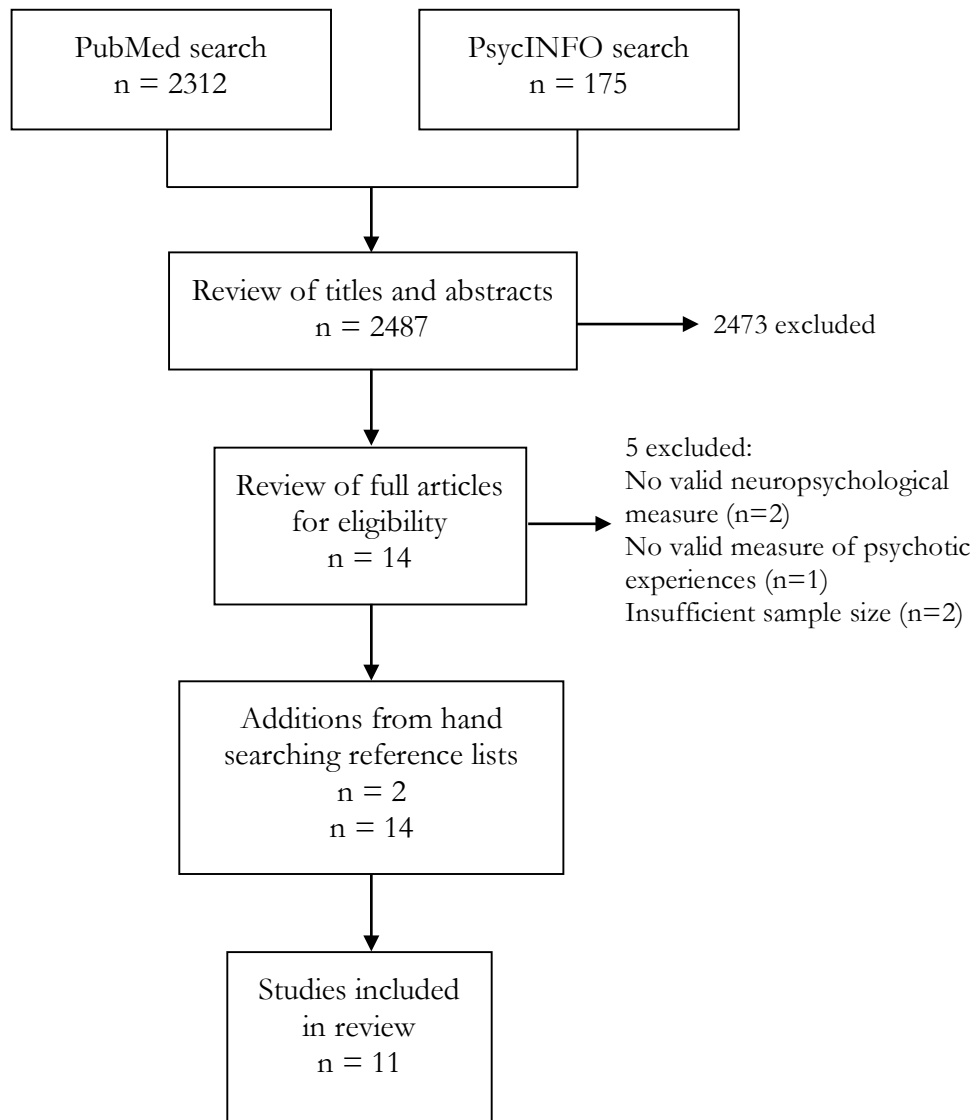 PubMed search
n = 2312
PsycINFO search
n = 175
Review of titles and abstracts
n = 2487
2473 excluded
Review of full articles
for eligibility
n = 14
5 excluded:
No valid neuropsychological
measure (n=2)
No valid measure of psychotic
experiences (n=1)
Insufficient sample size (n=2)
Additions from hand
searching reference lists
n = 2
n = 14
Studies included
in review
n = 11